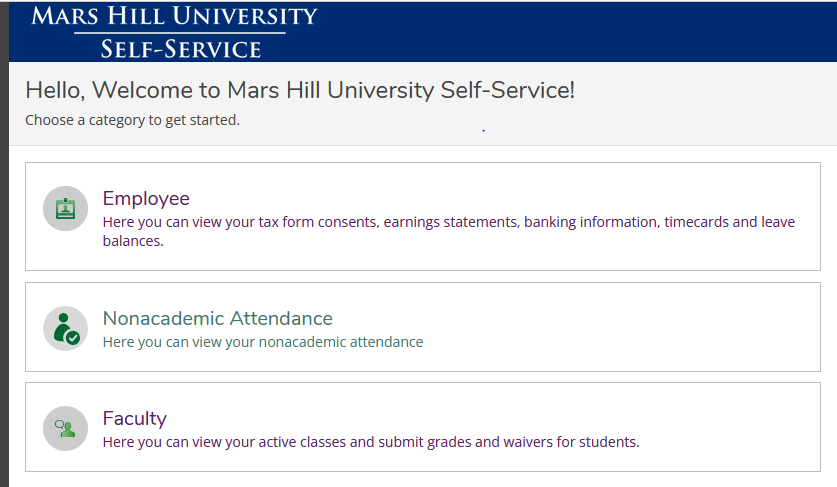 MARS HILL UNIVERSITY
SELF-SERVICE
Hello, Welcome to Mars Hill University Self-Service!
Choose a category to get started.
Employee
Here you can view your tax form consents, earnings statements, banking information, timecards and leave
balances.
Nonacademic Attendance
Here you can view your nonacademic attendance
Faculty
Here you can view your active classes and submit grades and waivers for students.